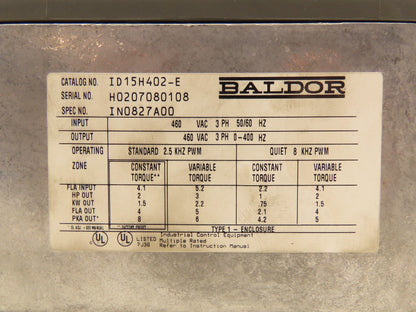 CATALOG NO. ID15H402-E
BALDOR
SERIAL NO. H0207080108
SPEC NO. IN0827A00
INPUT 460 VAC 3 PH 50/60 HZ
OUTPUT 460 VAC 3 PH 0-400 HZ
OPERATING STANDARD 2.5 KHZ PWM QUIET 8 KHZ PWM
ZONE CONSTANT VARIABLE CONSTANT VARIABLE
TORQUE** TORQUE TORQUE TORQUE
FLA INPUT 4.1 5.2 2.2 4.1
HP OUT 2 3 1 2
KW OUT 1.5 2.2 .75 1.5
FLA OUT 4 5 2.1 4
PKA OUT* 8 6 4.2 5
TYPE 1 - ENCLOSURE
UL UL LISTED Industrial Control Equipment
Multiple Rated
Refer to Instruction Manual